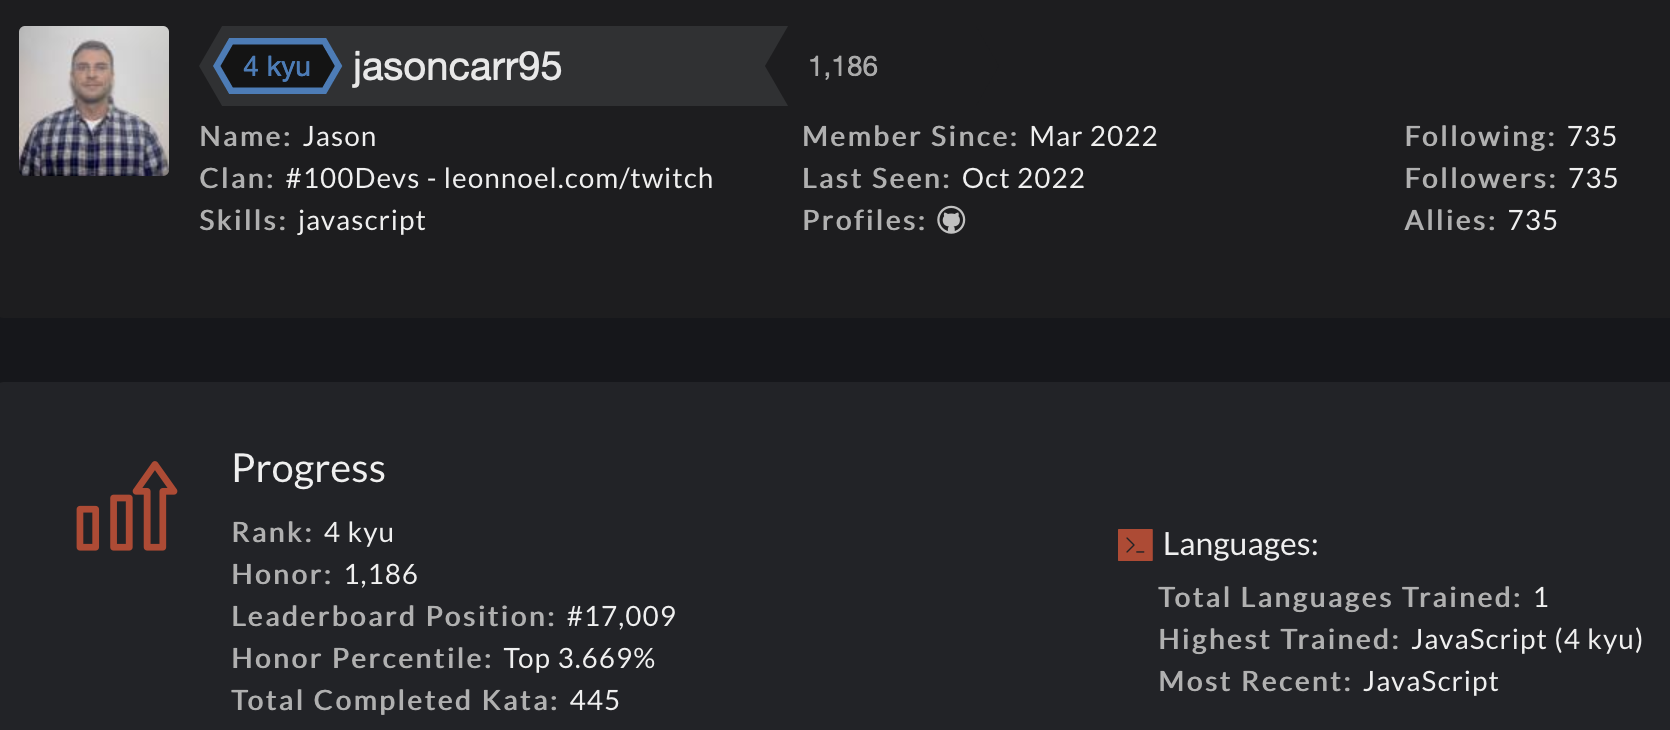 4 kyu jasoncarr95 1,186
Name: Jason
Clan: #100Devs - leonnoel.com/twitch
Skills: javascript
Member Since: Mar 2022
Last Seen: Oct 2022
Profiles:
Following: 735
Followers: 735
Allies: 735
Progress
Rank: 4 kyu
Honor: 1,186
Leaderboard Position: #17,009
Honor Percentile: Top 3.669%
Total Completed Kata: 445
>_ Languages:
Total Languages Trained: 1
Highest Trained: JavaScript (4 kyu)
Most Recent: JavaScript